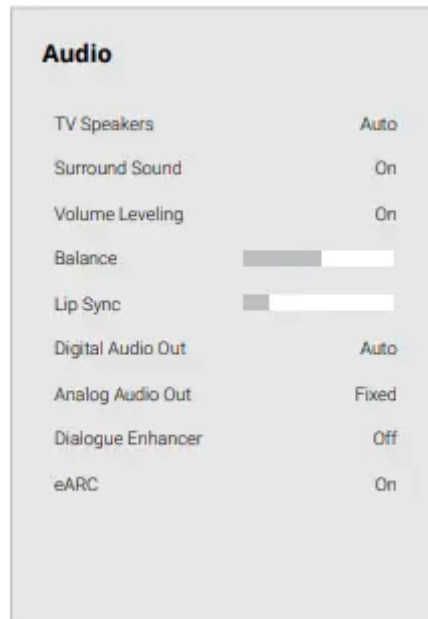 Audio
TV Speakers Auto
Surround Sound On
Volume Leveling On
Balance
Lip Sync
Digital Audio Out Auto
Analog Audio Out Fixed
Dialogue Enhancer Off
eARC On